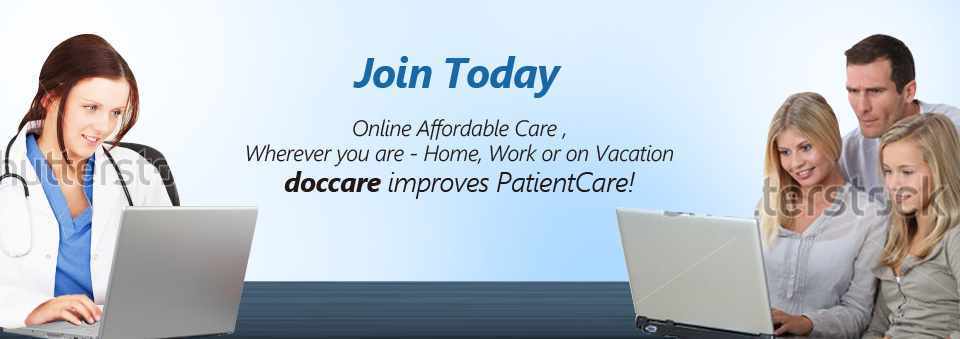 Join Today
Online Affordable Care ,
Wherever you are - Home, Work or on Vacation
doccare improves PatientCare!